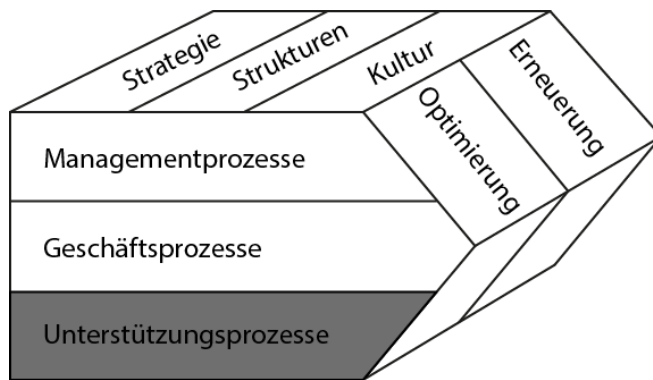 Strategie
Strukturen
Kultur
Optimierung
Erneuerung
Managementprozesse
Geschäftsprozesse
Unterstützungsprozesse